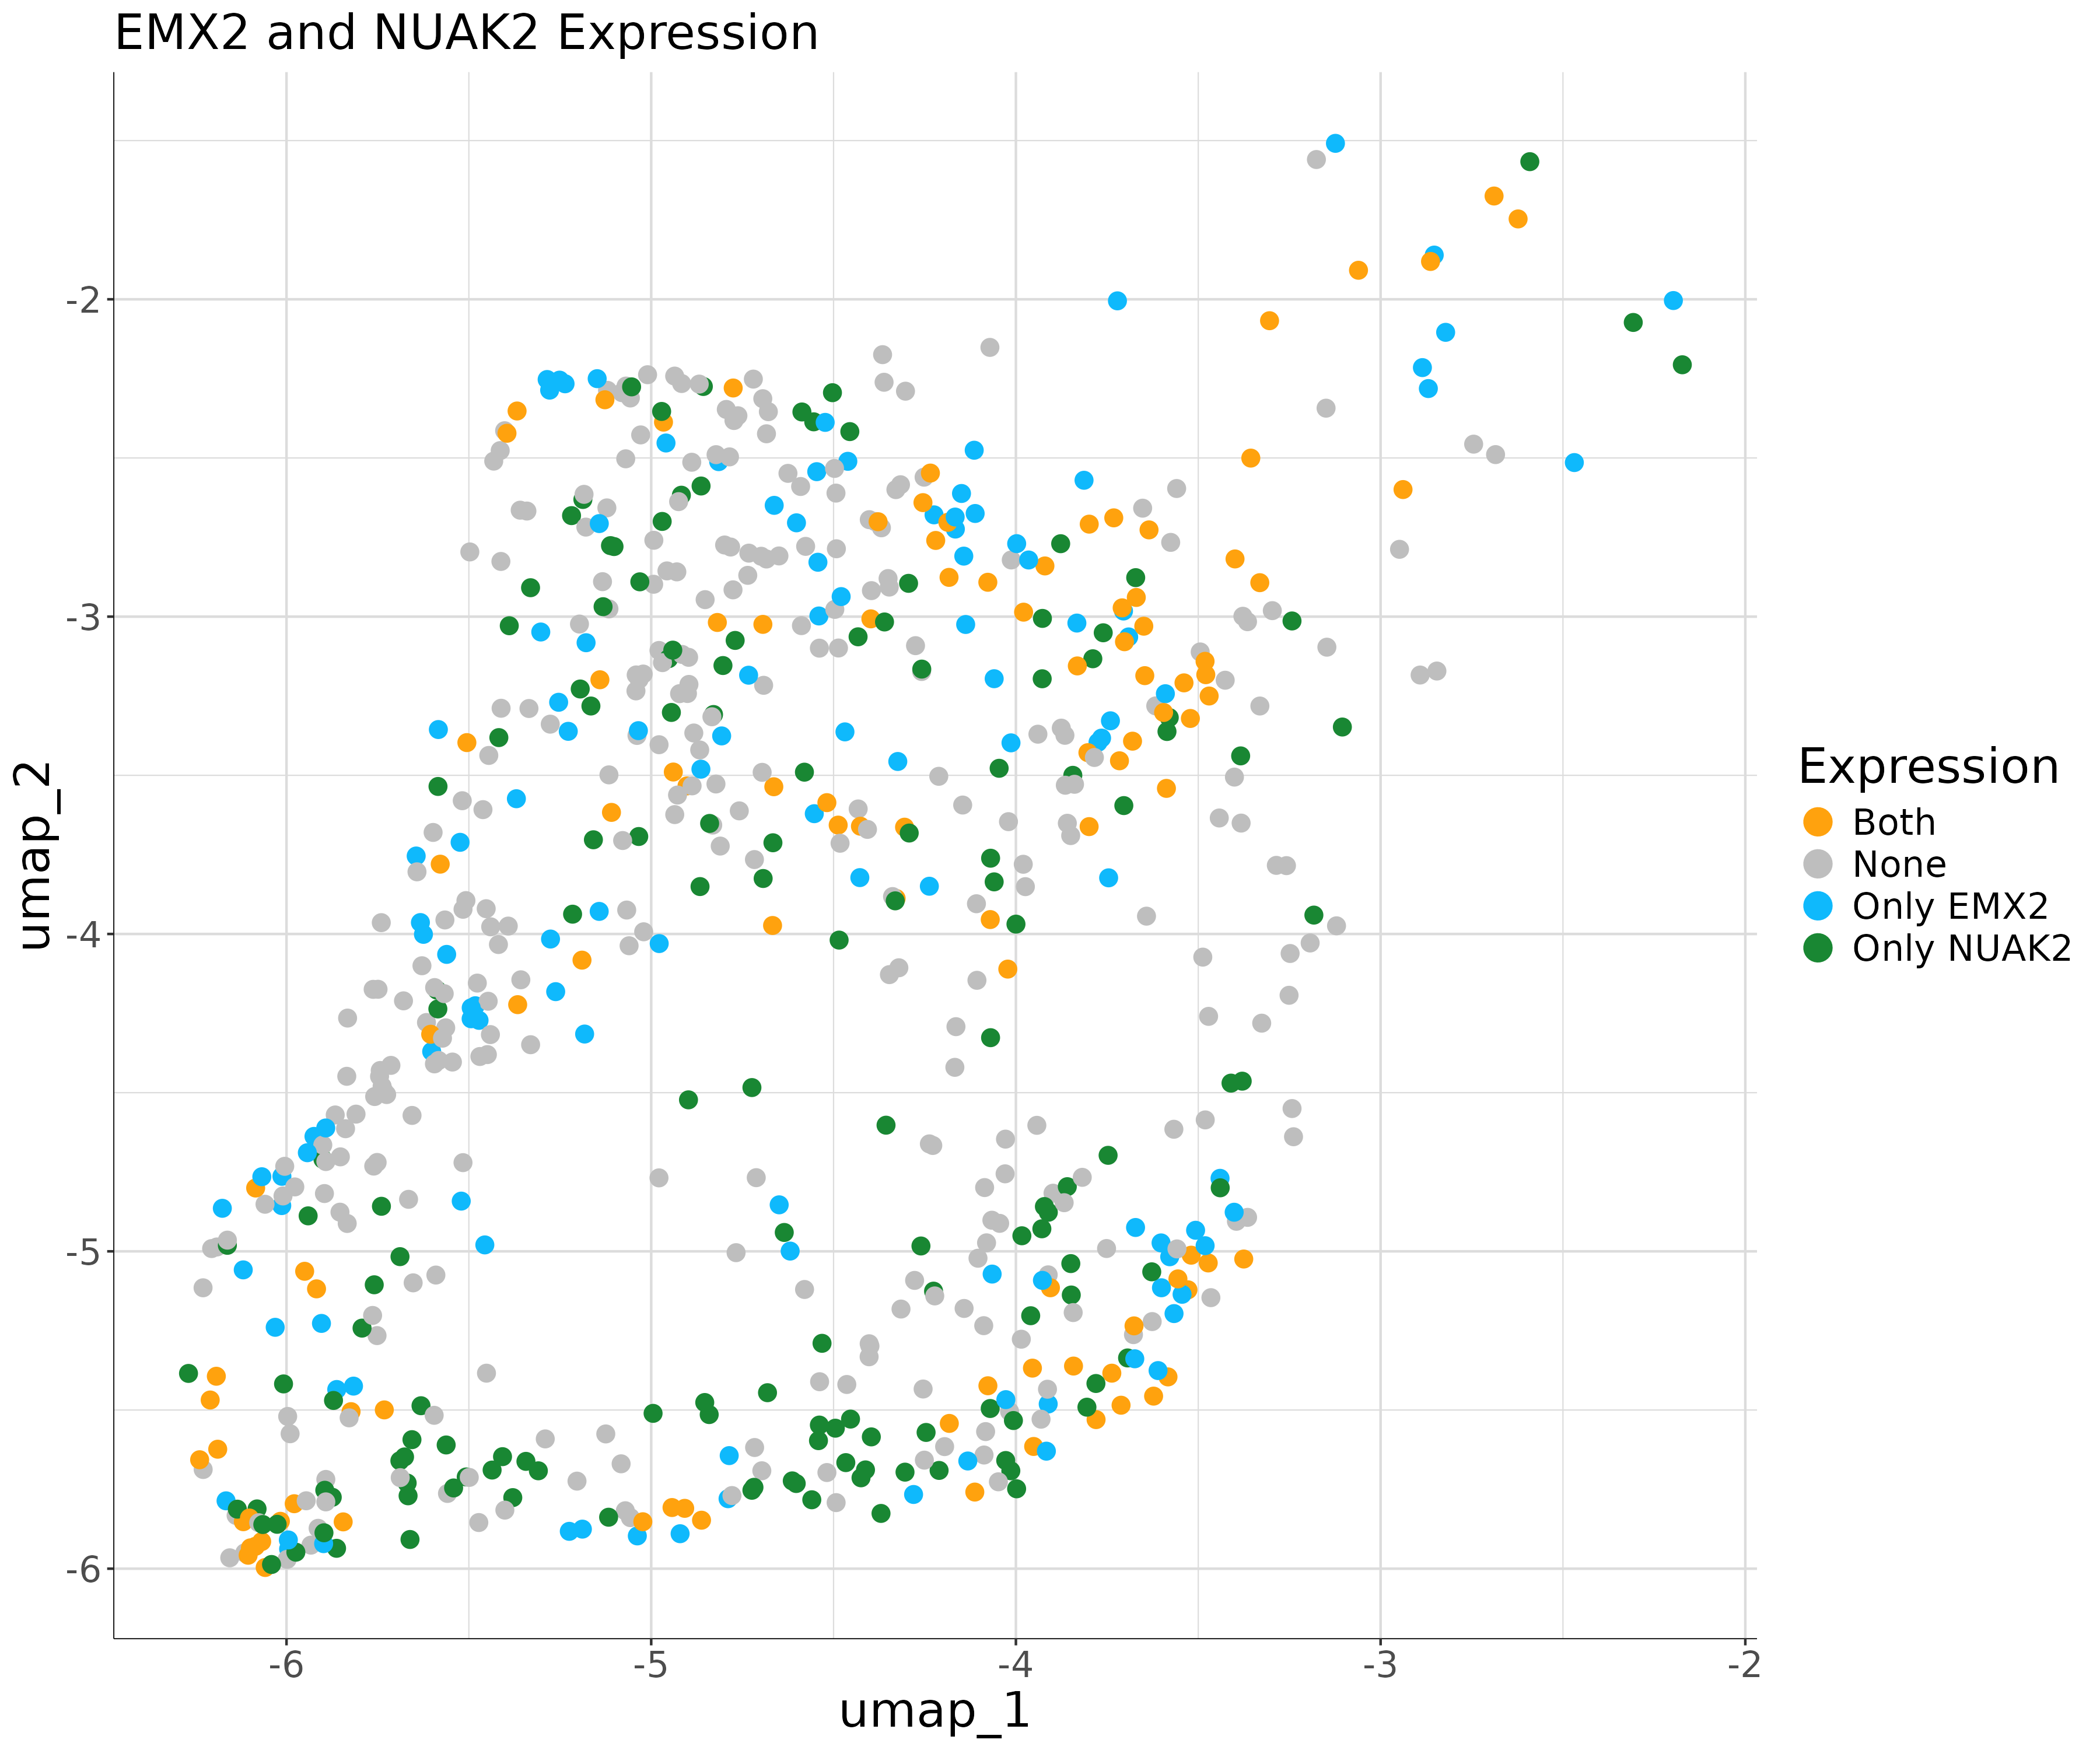 EMX2 and NUAK2 Expression
-2
-3
-4
-5
-6
umap_2
-6
-5
-4
-3
-2
umap_1
Expression
Both
None
Only EMX2
Only NUAK2